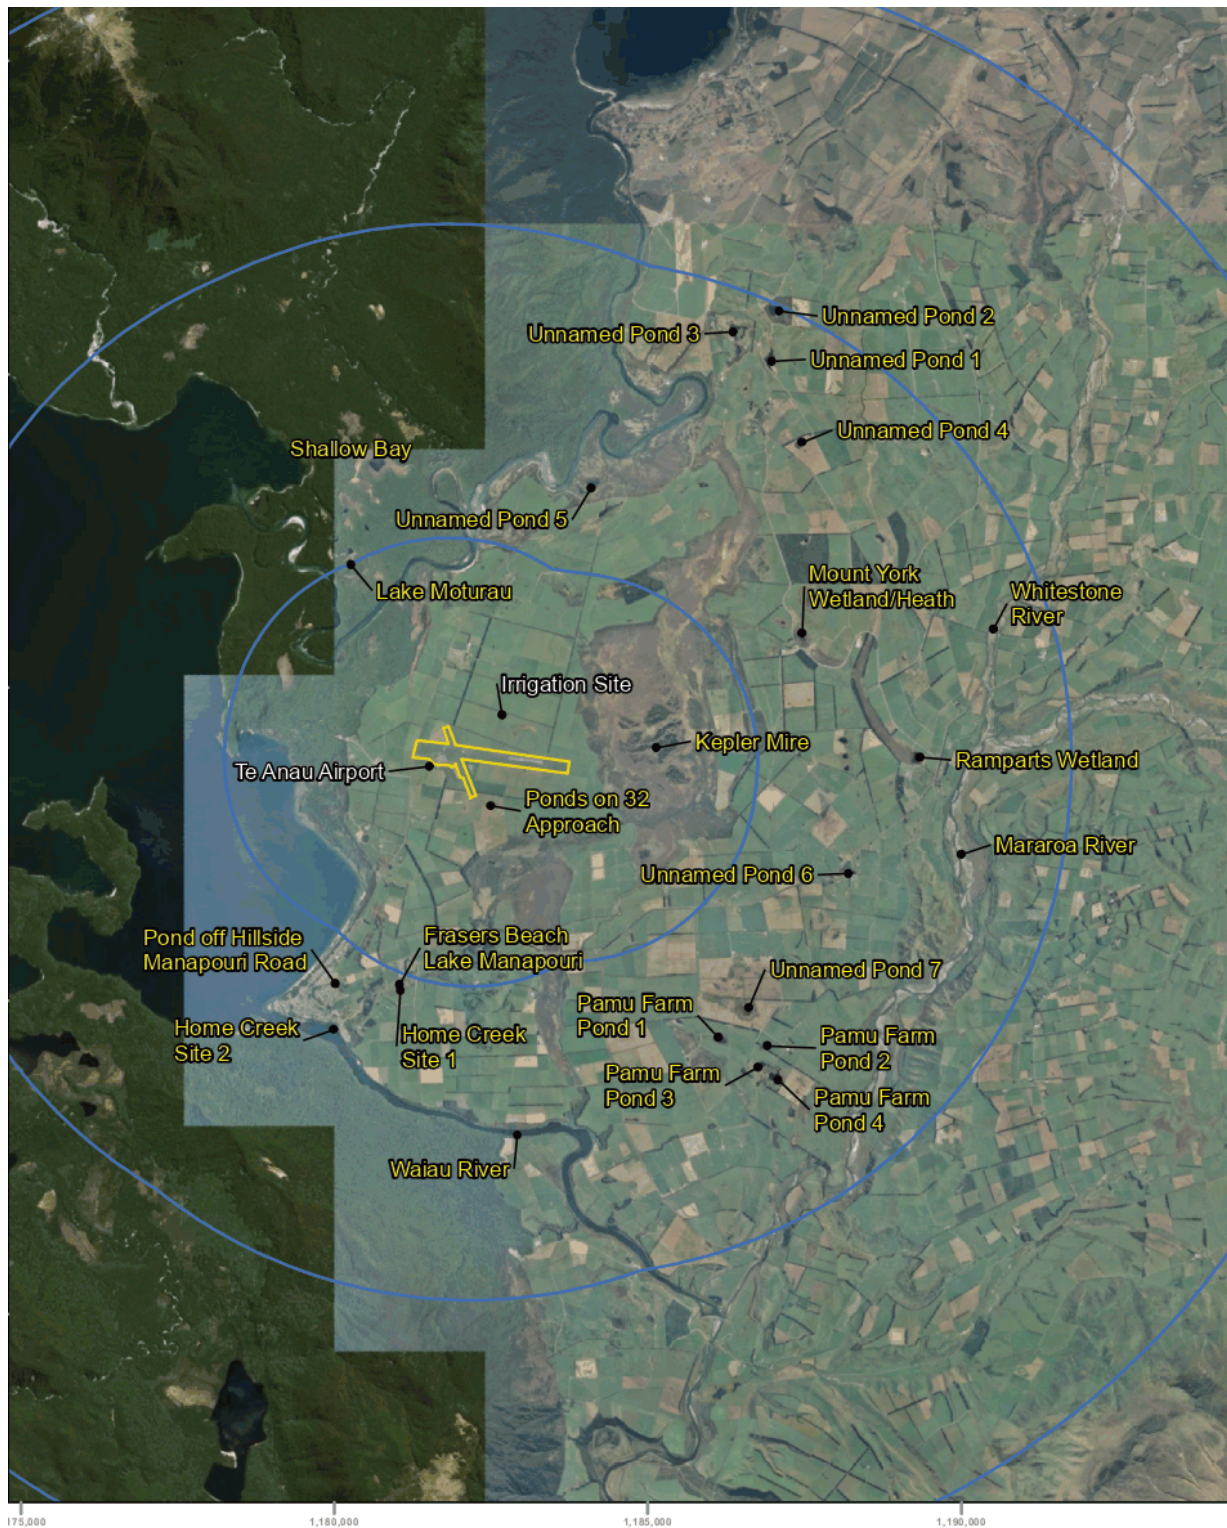 Unnamed Pond 2
Unnamed Pond 3
Unnamed Pond 1
Unnamed Pond 4
Shallow Bay
Unnamed Pond 5
Mount York
Wetland/Heath
Lake Moturau
Whitestone
River
Irrigation Site
Kepler Mire
Ramparts Wetland
Te Anau Airport
Ponds on 32
Approach
Mararoa River
Unnamed Pond 6
Pond off Hillside
Manapouri Road
Frasers Beach
Lake Manapouri
Unnamed Pond 7
Pamu Farm
Pond 1
Home Creek
Site 2
Home Creek
Site 1
Pamu Farm
Pond 2
Pamu Farm
Pond 3
Pamu Farm
Pond 4
Waiau River
175,000
1,180,000
1,185,000
1,190,000